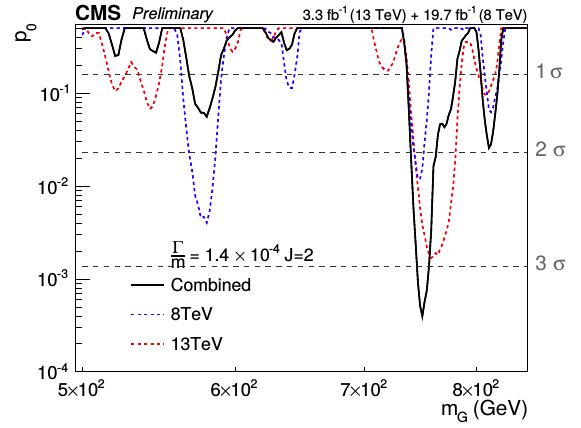 CMS Preliminary 3.3 fb⁻¹ (13 TeV) + 19.7 fb⁻¹ (8 TeV)
p₀
10⁻¹
10⁻²
10⁻³
10⁻⁴
1 σ
2 σ
3 σ
Γ/m = 1.4 × 10⁻⁴ J=2
Combined
8TeV
13TeV
5×10² 6×10² 7×10² 8×10²
m_G (GeV)